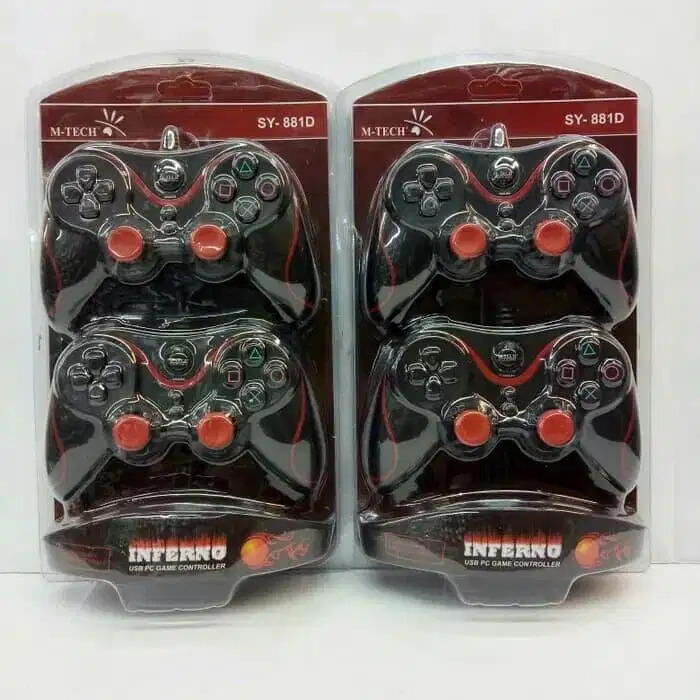 M-TECH
SY- 881D
INFERNO
USB PC GAME CONTROLLER
M-TECH
SY- 881D
INFERNO
USB PC GAME CONTROLLER